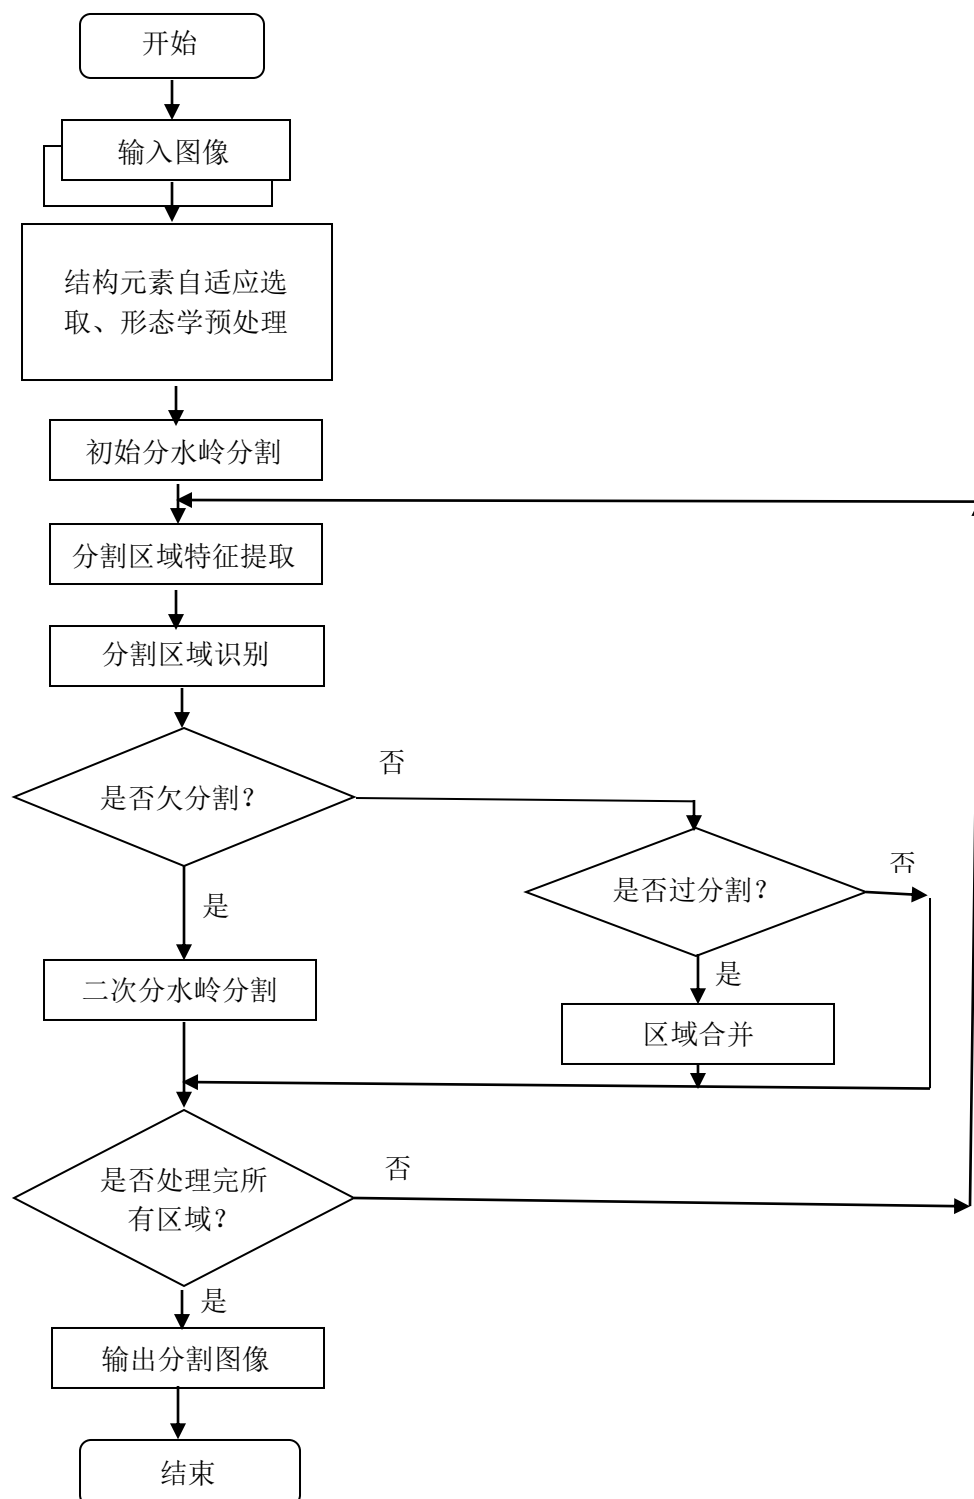 开始
输入图像
结构元素自适应选
取、形态学预处理
初始分水岭分割
分割区域特征提取
分割区域识别
是否欠分割？
否
是否过分割？
否
是
是
二次分水岭分割
区域合并
是否处理完所
有区域？
否
是
输出分割图像
结束